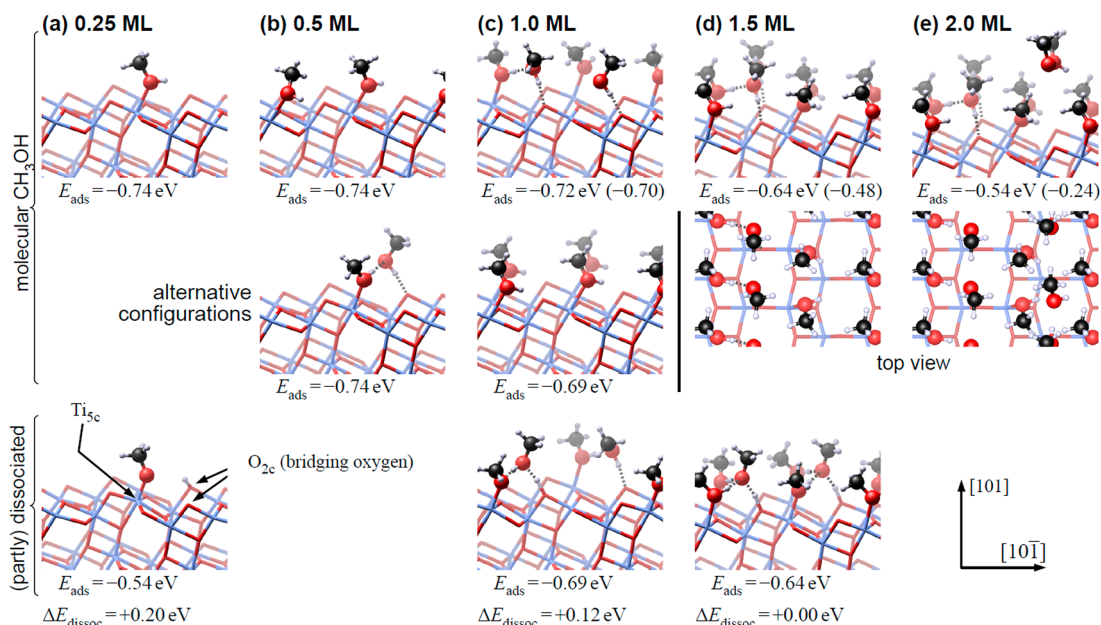 (a) 0.25 ML
(b) 0.5 ML
(c) 1.0 ML
(d) 1.5 ML
(e) 2.0 ML
molecular CH3OH
Eads=−0.74 eV
Eads=−0.74 eV
Eads=−0.72 eV (−0.70)
Eads=−0.64 eV (−0.48)
Eads=−0.54 eV (−0.24)
alternative
configurations
Eads=−0.74 eV
Eads=−0.69 eV
top view
(partly) dissociated
Ti5c
O2c (bridging oxygen)
Eads=−0.54 eV
Eads=−0.69 eV
Eads=−0.64 eV
ΔEdissoc=+0.20 eV
ΔEdissoc=+0.12 eV
ΔEdissoc=+0.00 eV
[101]
[101̅]